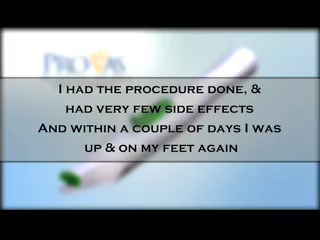 ProVas
I had the procedure done, &
had very few side effects
And within a couple of days I was
up & on my feet again